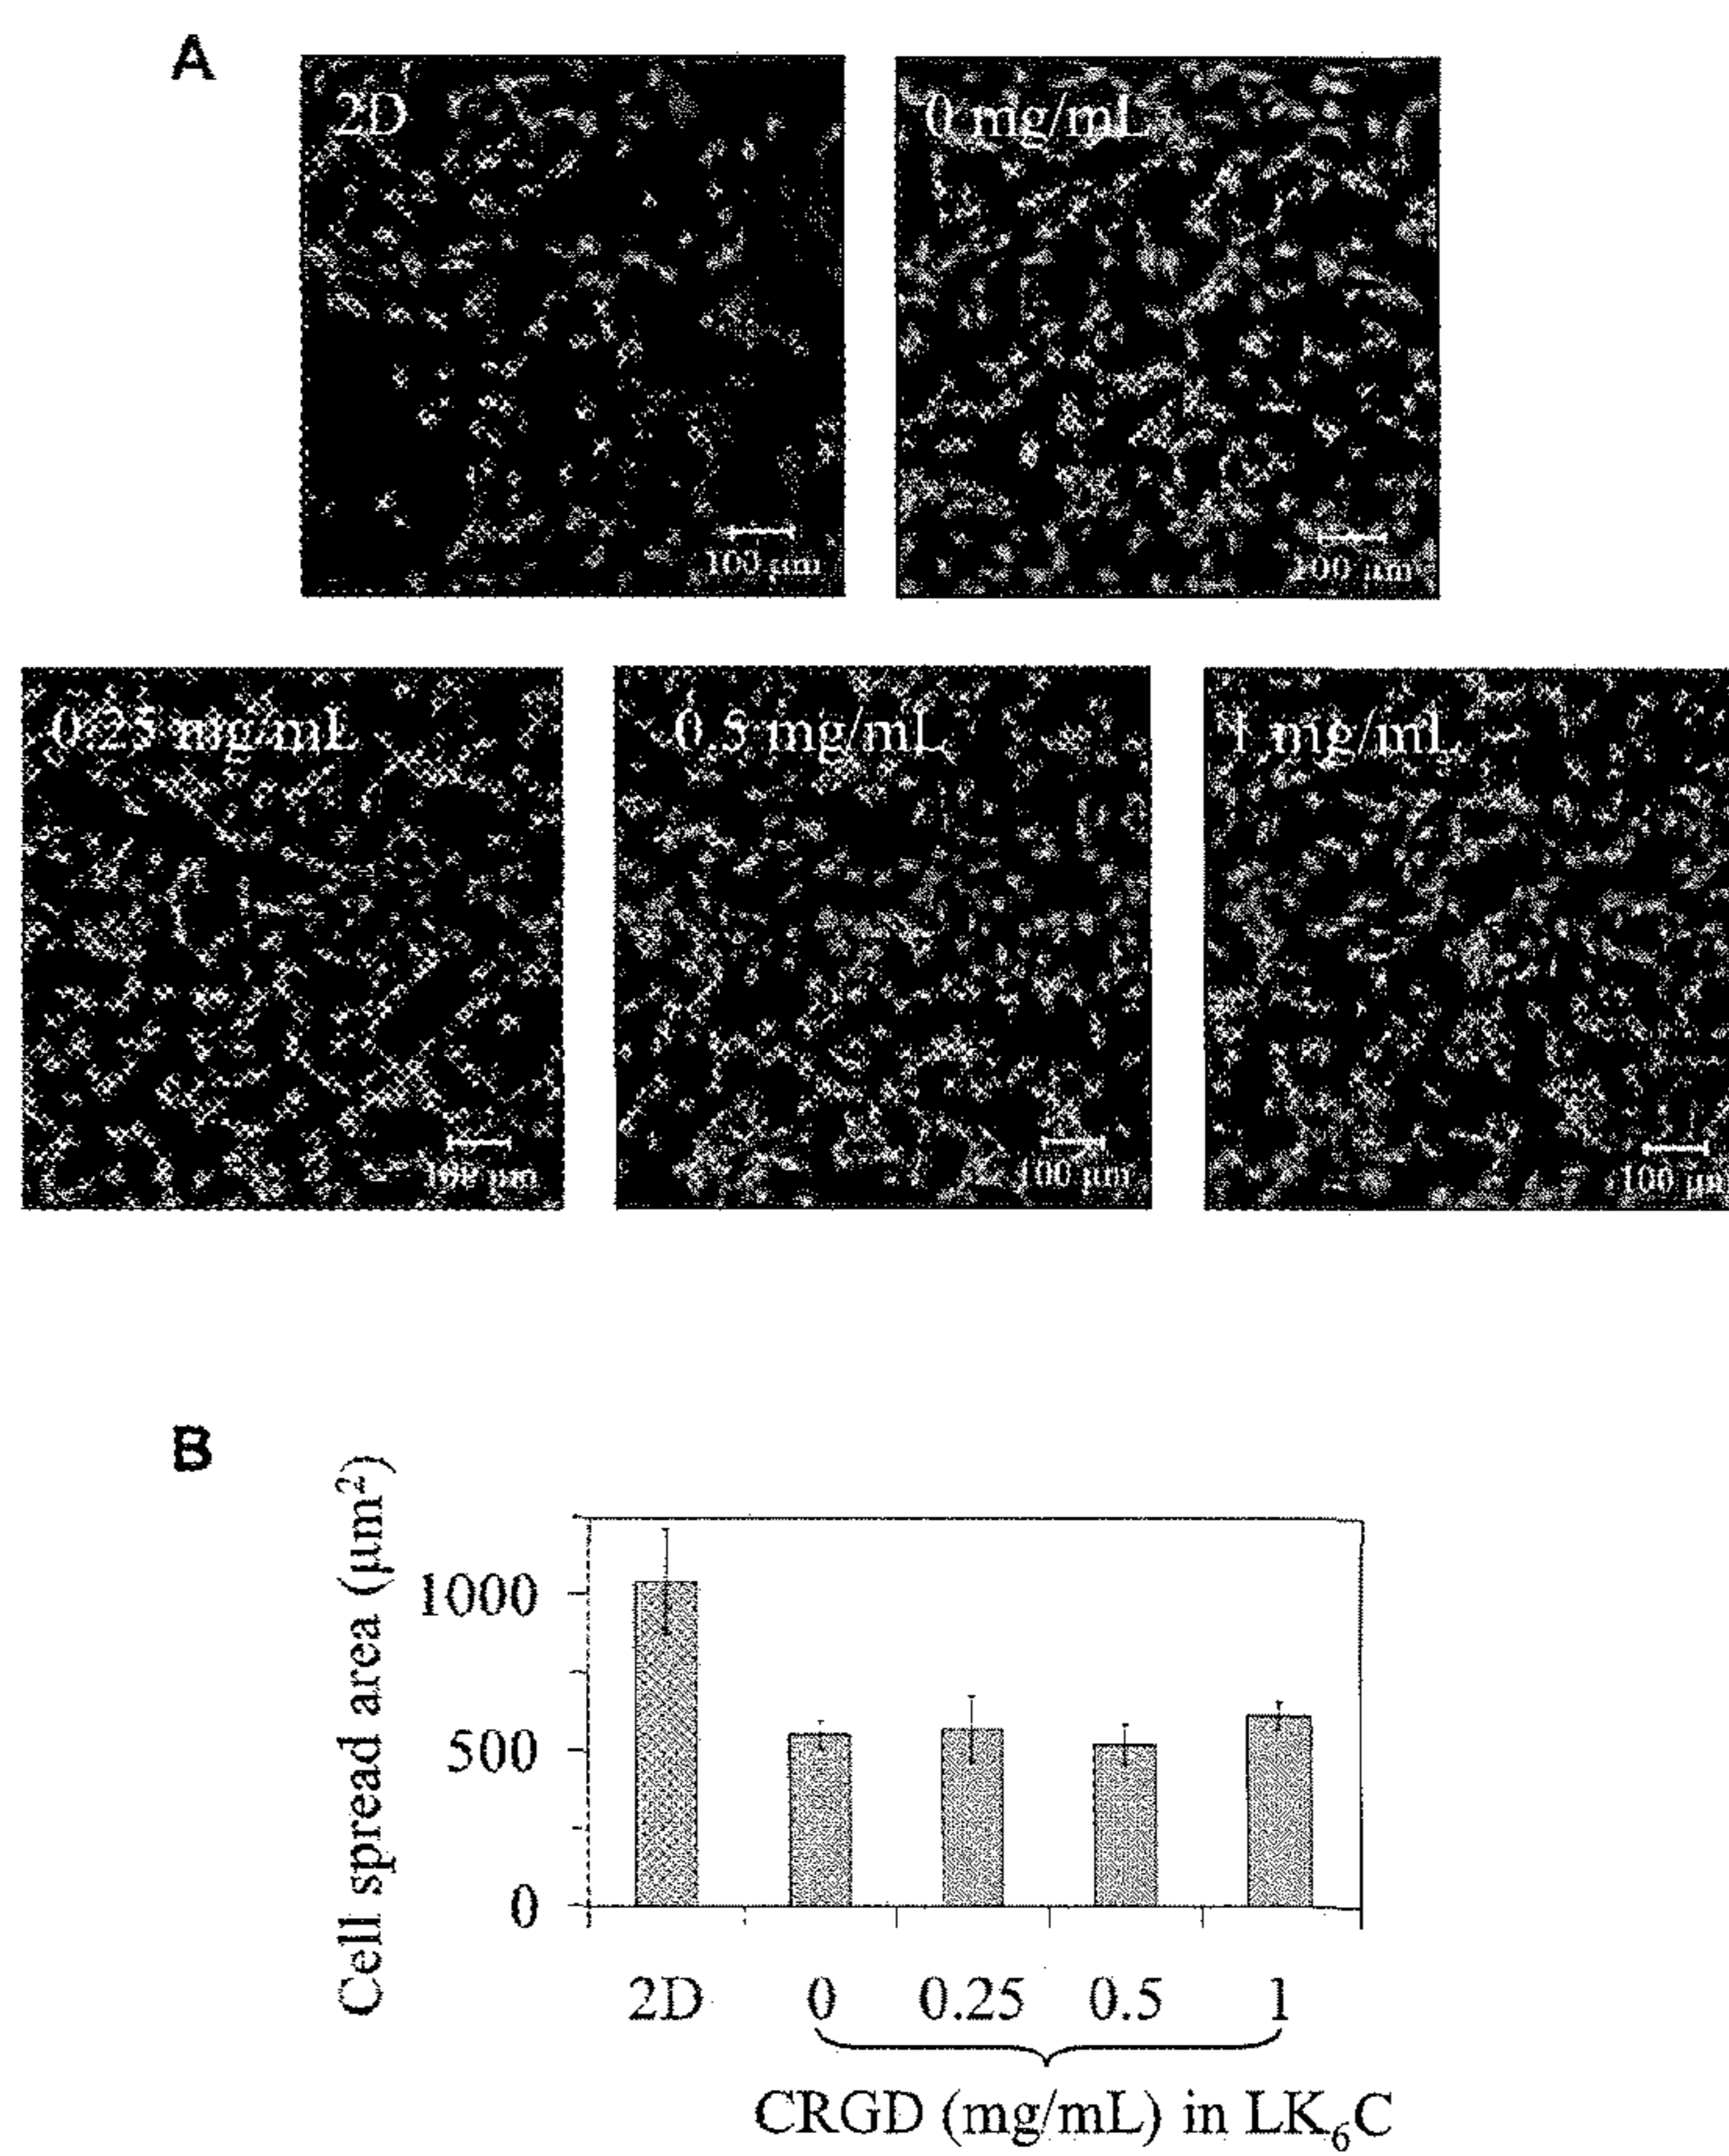 A
2D
100 μm
0 mg/mL
100 μm
0.25 mg/mL
100 μm
0.5 mg/mL
100 μm
1 mg/mL
100 μm
B
Cell spread area (μm²)
1000
500
0
2D 0 0.25 0.5 1
CRGD (mg/mL) in LK₆C